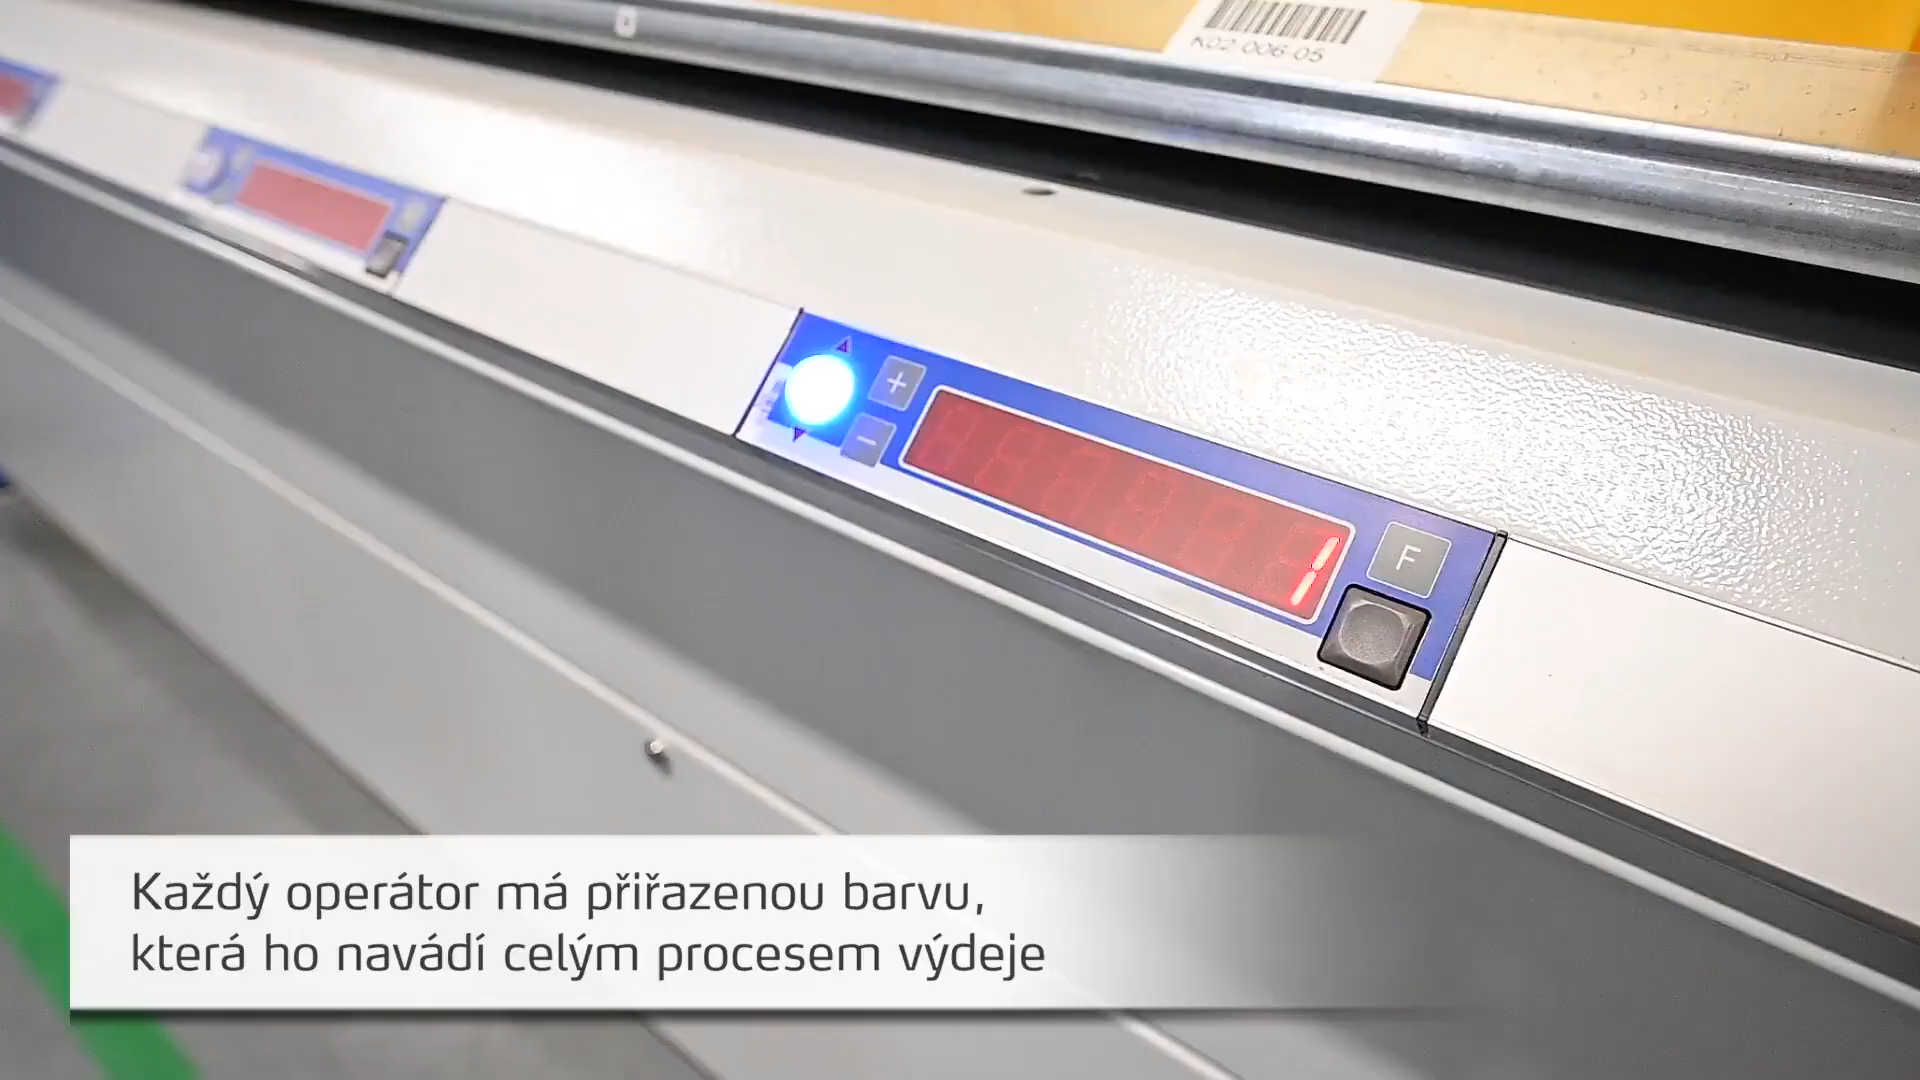 K02-006-05
+
-
1
F
Každý operátor má přiřazenou barvu,
která ho navádí celým procesem výdeje